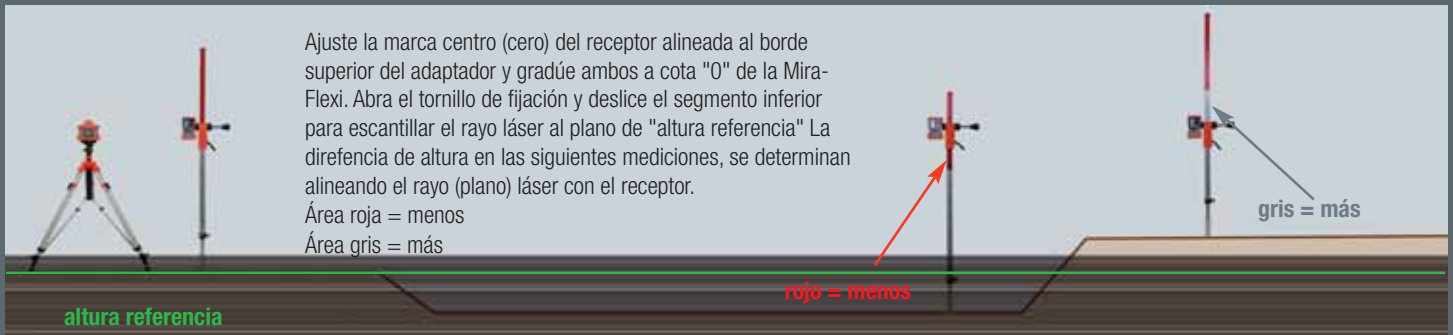 Ajuste la marca centro (cero) del receptor alineada al borde
superior del adaptador y gradúe ambos a cota "0" de la Mira-
Flexi. Abra el tornillo de fijación y deslice el segmento inferior
para escantillar el rayo láser al plano de "altura referencia" La
direfencia de altura en las siguientes mediciones, se determinan
alineando el rayo (plano) láser con el receptor.
Área roja = menos
Área gris = más
gris = más
rojo = menos
altura referencia